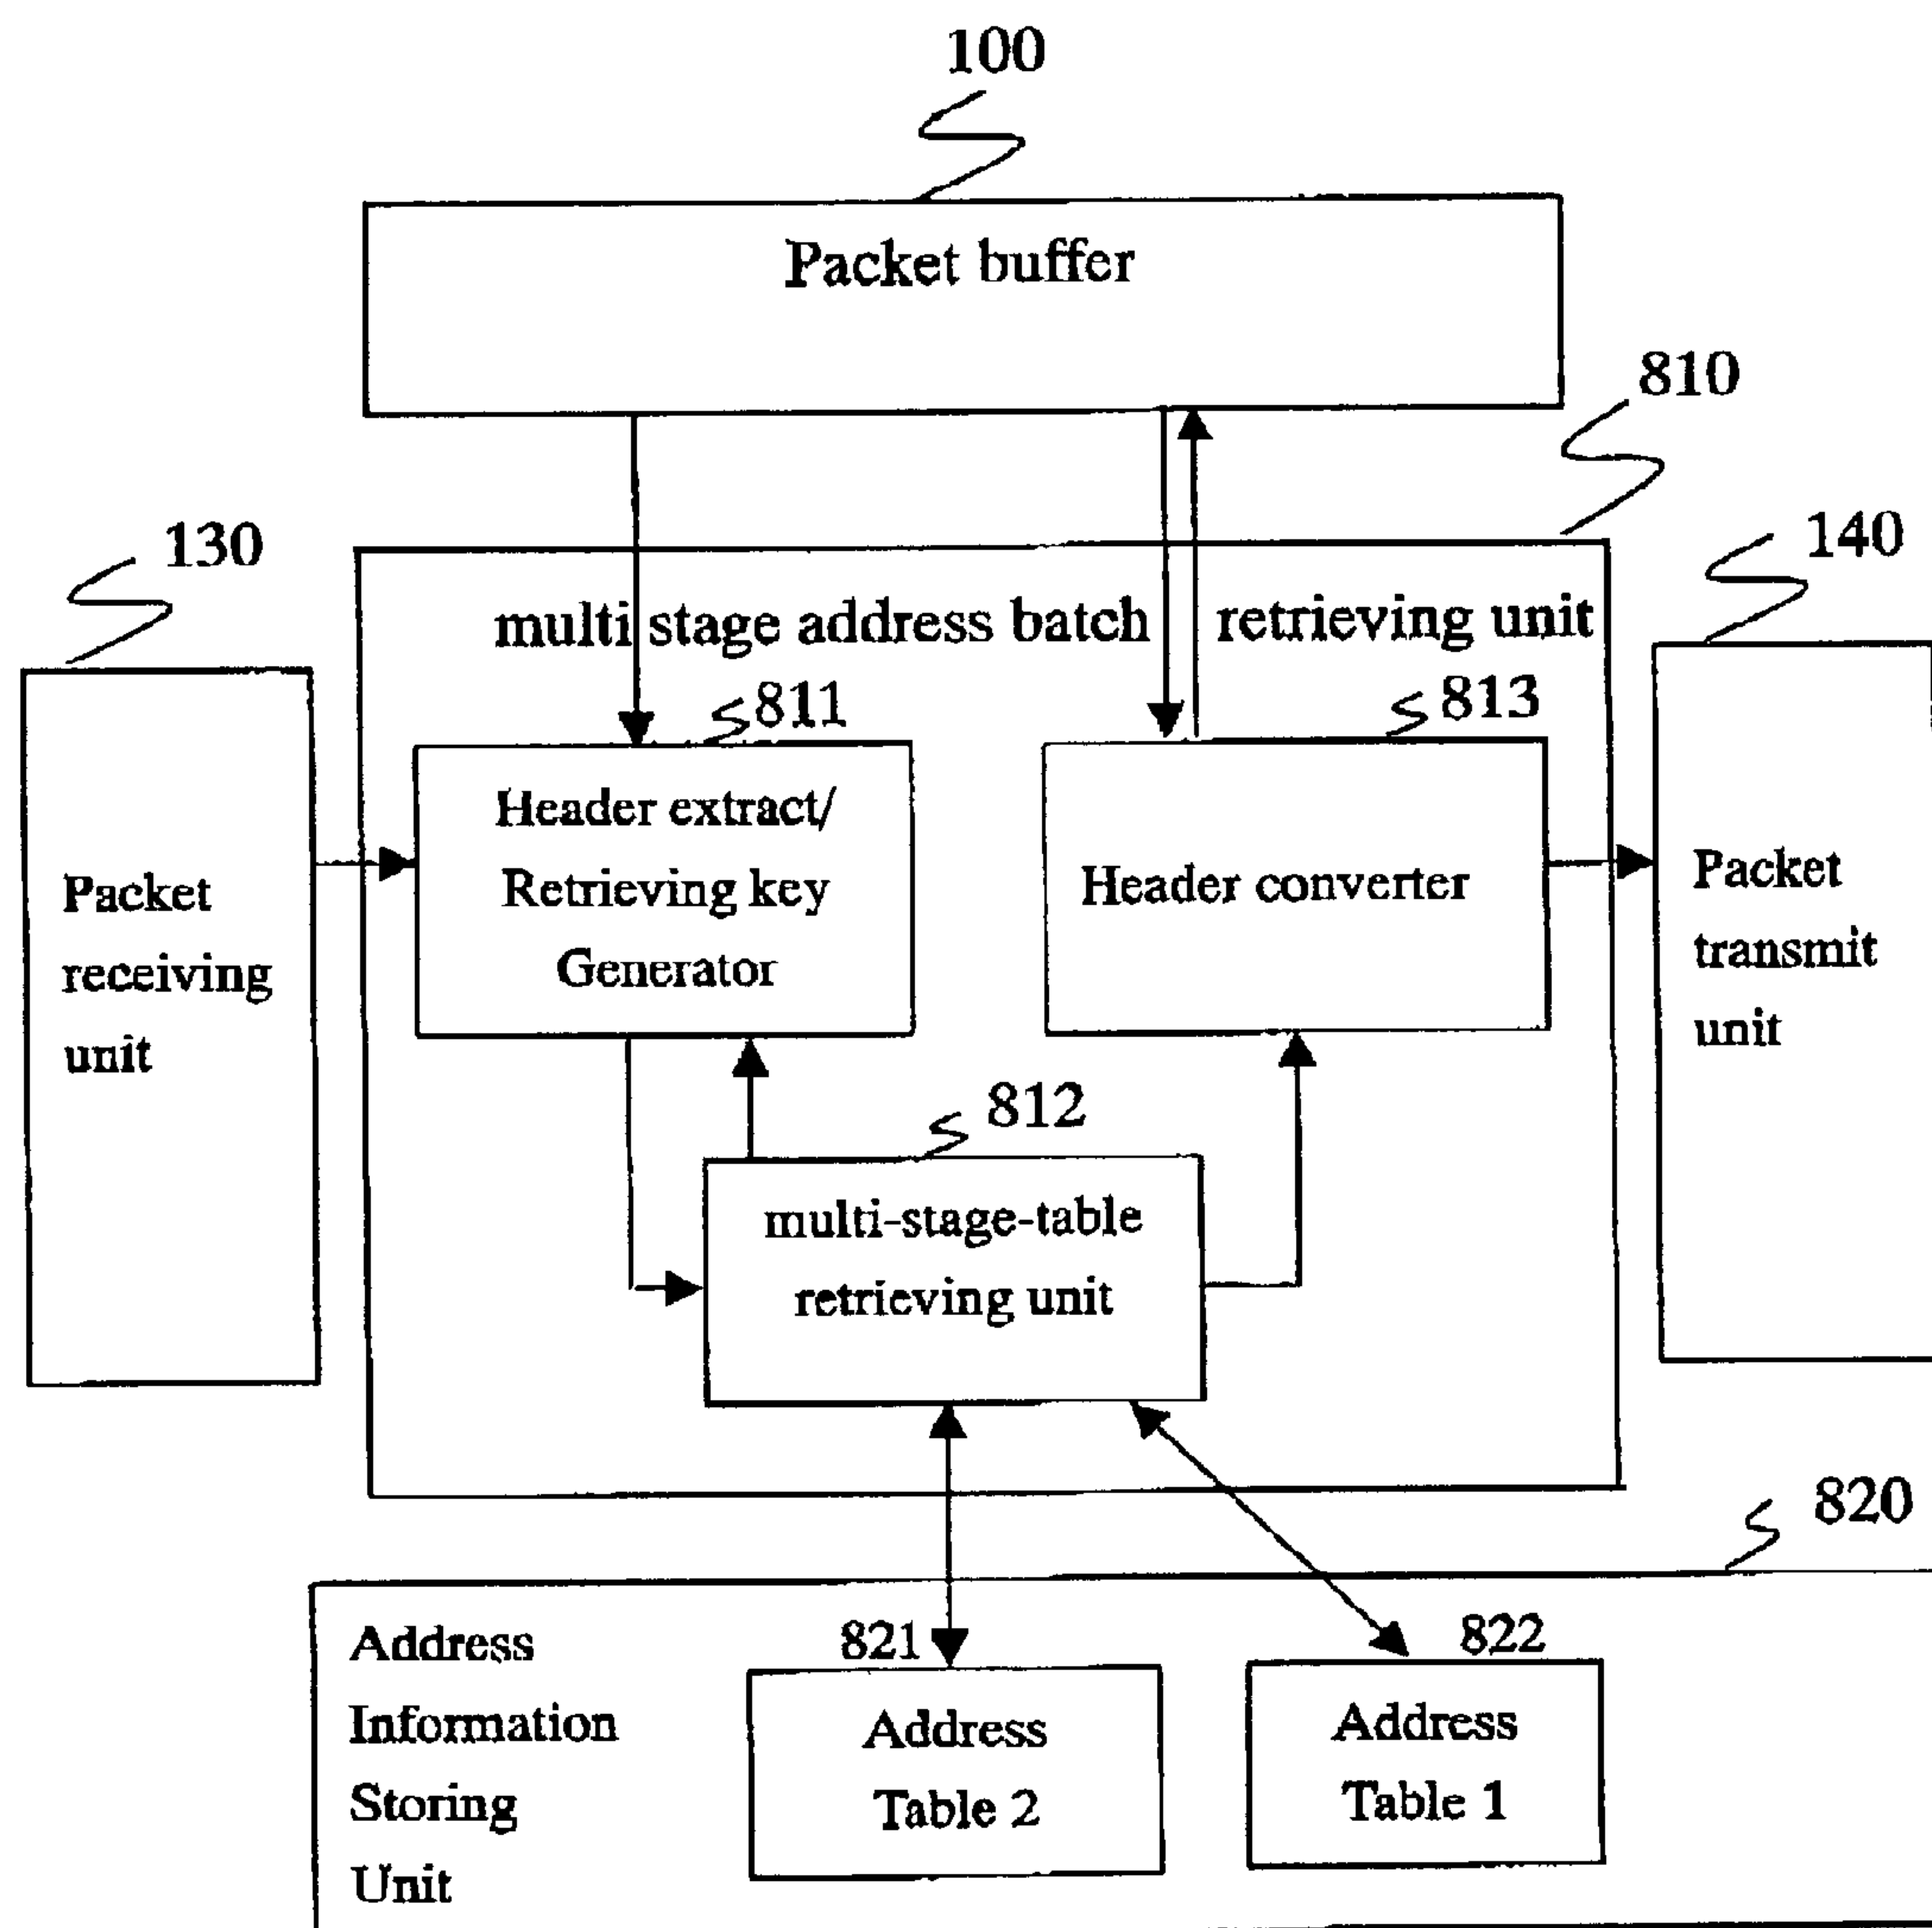 100
Packet buffer
810
130
140
multi stage address batch retrieving unit
811
813
Header extract/
Retrieving key
Generator
Header converter
Packet
receiving
unit
Packet
transmit
unit
812
multi-stage-table
retrieving unit
820
Address
Information
Storing
Unit
821
822
Address
Table 2
Address
Table 1